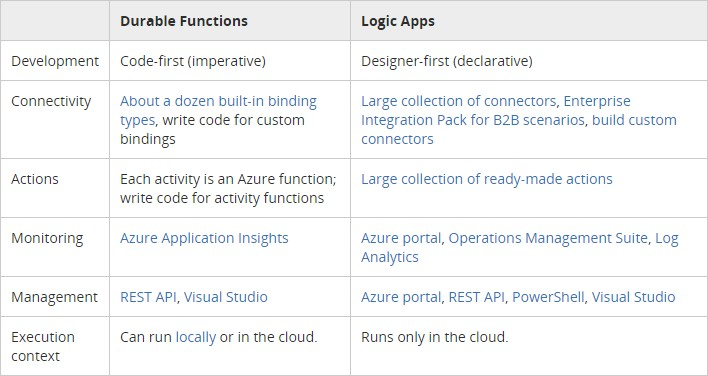 Durable Functions Logic Apps
Development Code-first (imperative) Designer-first (declarative)
Connectivity About a dozen built-in binding types, write code for custom bindings Large collection of connectors, Enterprise Integration Pack for B2B scenarios, build custom connectors
Actions Each activity is an Azure function; write code for activity functions Large collection of ready-made actions
Monitoring Azure Application Insights Azure portal, Operations Management Suite, Log Analytics
Management REST API, Visual Studio Azure portal, REST API, PowerShell, Visual Studio
Execution context Can run locally or in the cloud. Runs only in the cloud.